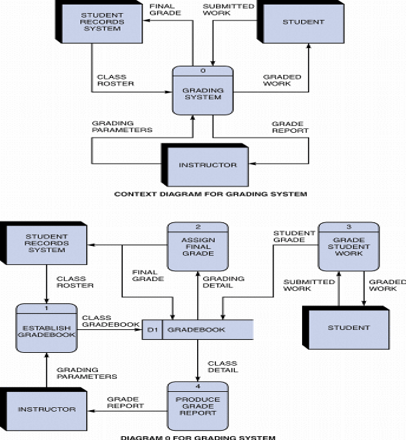 STUDENT
RECORDS
SYSTEM
FINAL
GRADE
SUBMITTED
WORK
STUDENT
CLASS
ROSTER
0
GRADING
SYSTEM
GRADED
WORK
GRADING
PARAMETERS
GRADE
REPORT
INSTRUCTOR
CONTEXT DIAGRAM FOR GRADING SYSTEM
STUDENT
RECORDS
SYSTEM
2
ASSIGN
FINAL
GRADE
STUDENT
GRADE
3
GRADE
STUDENT
WORK
CLASS
ROSTER
FINAL
GRADE
GRADING
DETAIL
SUBMITTED
WORK
GRADED
WORK
1
ESTABLISH
GRADEBOOK
CLASS
GRADEBOOK
D1 GRADEBOOK
STUDENT
GRADING
PARAMETERS
CLASS
DETAIL
INSTRUCTOR
GRADE
REPORT
4
PRODUCE
GRADE
REPORT
DIAGRAM 0 FOR GRADING SYSTEM